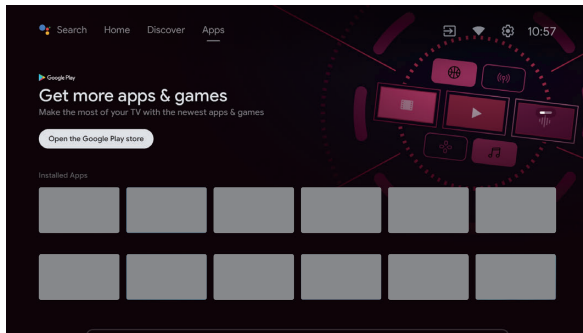 Search Home Discover Apps 10:57
Google Play
Get more apps & games
Make the most of your TV with the newest apps & games
Open the Google Play store
Installed Apps